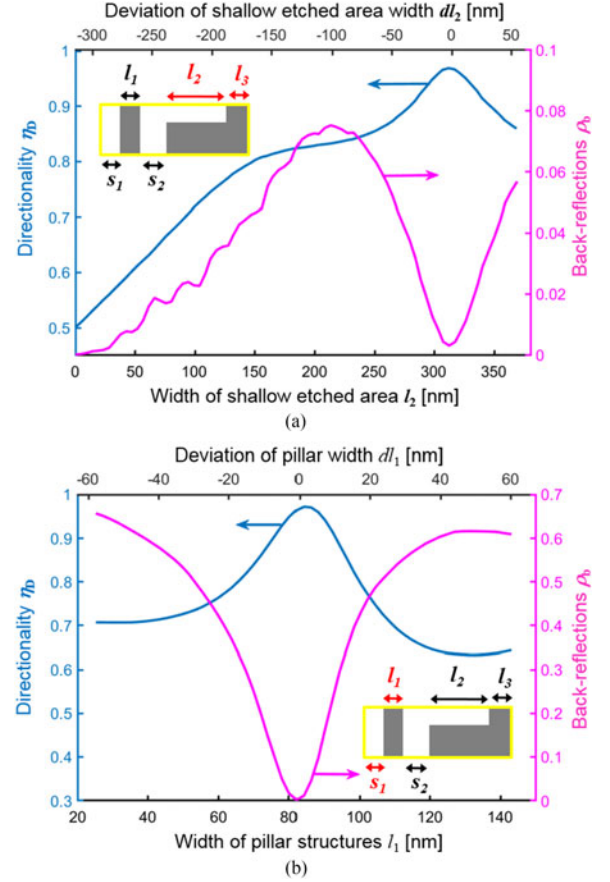 Deviation of shallow etched area width dl₂ [nm]
-300 -250 -200 -150 -100 -50 0 50
1 0.9 0.8 0.7 0.6 0.5
Directionality ηD
0.1 0.08 0.06 0.04 0.02 0
Back-reflections ρb
l₁ l₂ l₃
s₁ s₂
0 50 100 150 200 250 300 350
Width of shallow etched area l₂ [nm]
(a)
Deviation of pillar width dl₁ [nm]
-60 -40 -20 0 20 40 60
1 0.9 0.8 0.7 0.6 0.5 0.4 0.3
Directionality ηD
0.7 0.6 0.5 0.4 0.3 0.2 0.1 0
Back-reflections ρb
l₁ l₂ l₃
s₁ s₂
20 40 60 80 100 120 140
Width of pillar structures l₁ [nm]
(b)